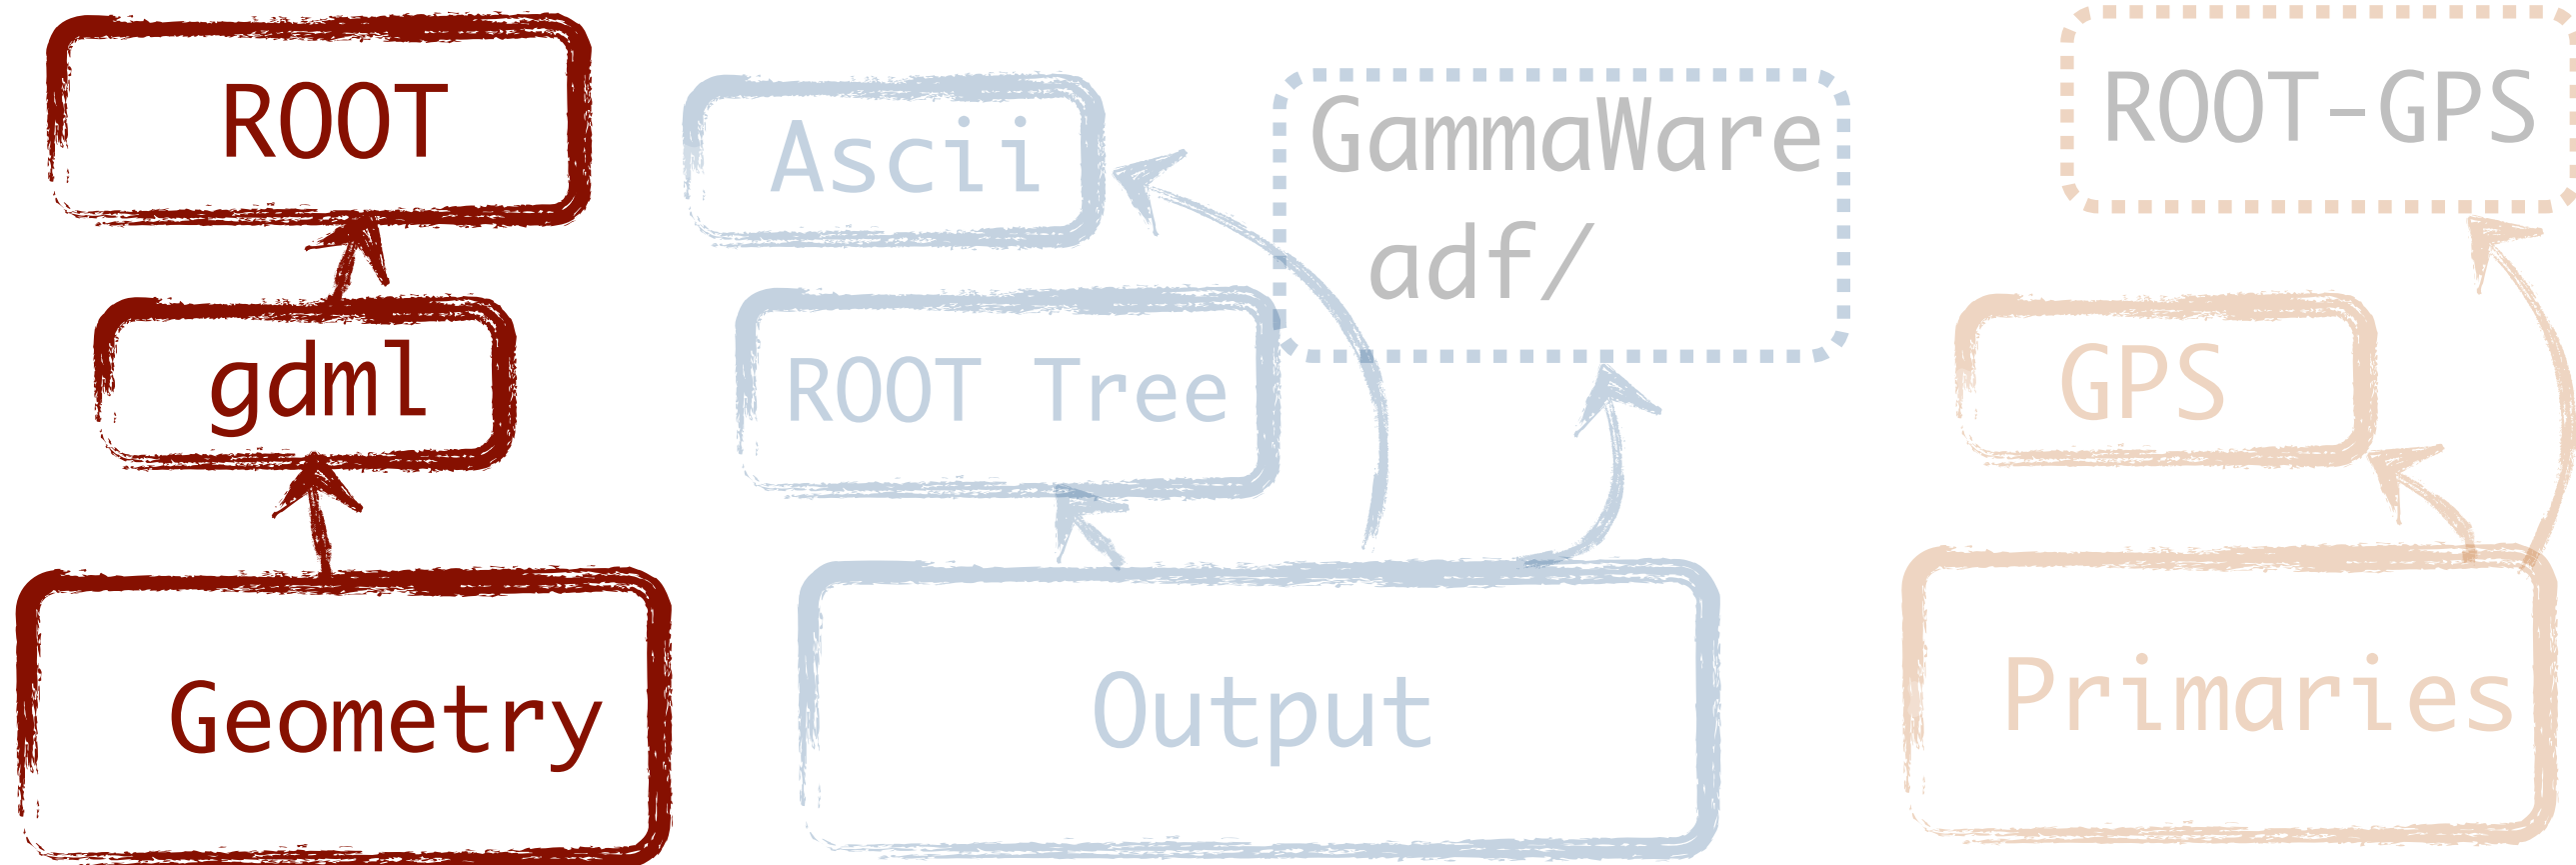 ROOT
gdml
Geometry
Ascii
ROOT Tree
GammaWare
adf/
Output
ROOT-GPS
GPS
Primaries